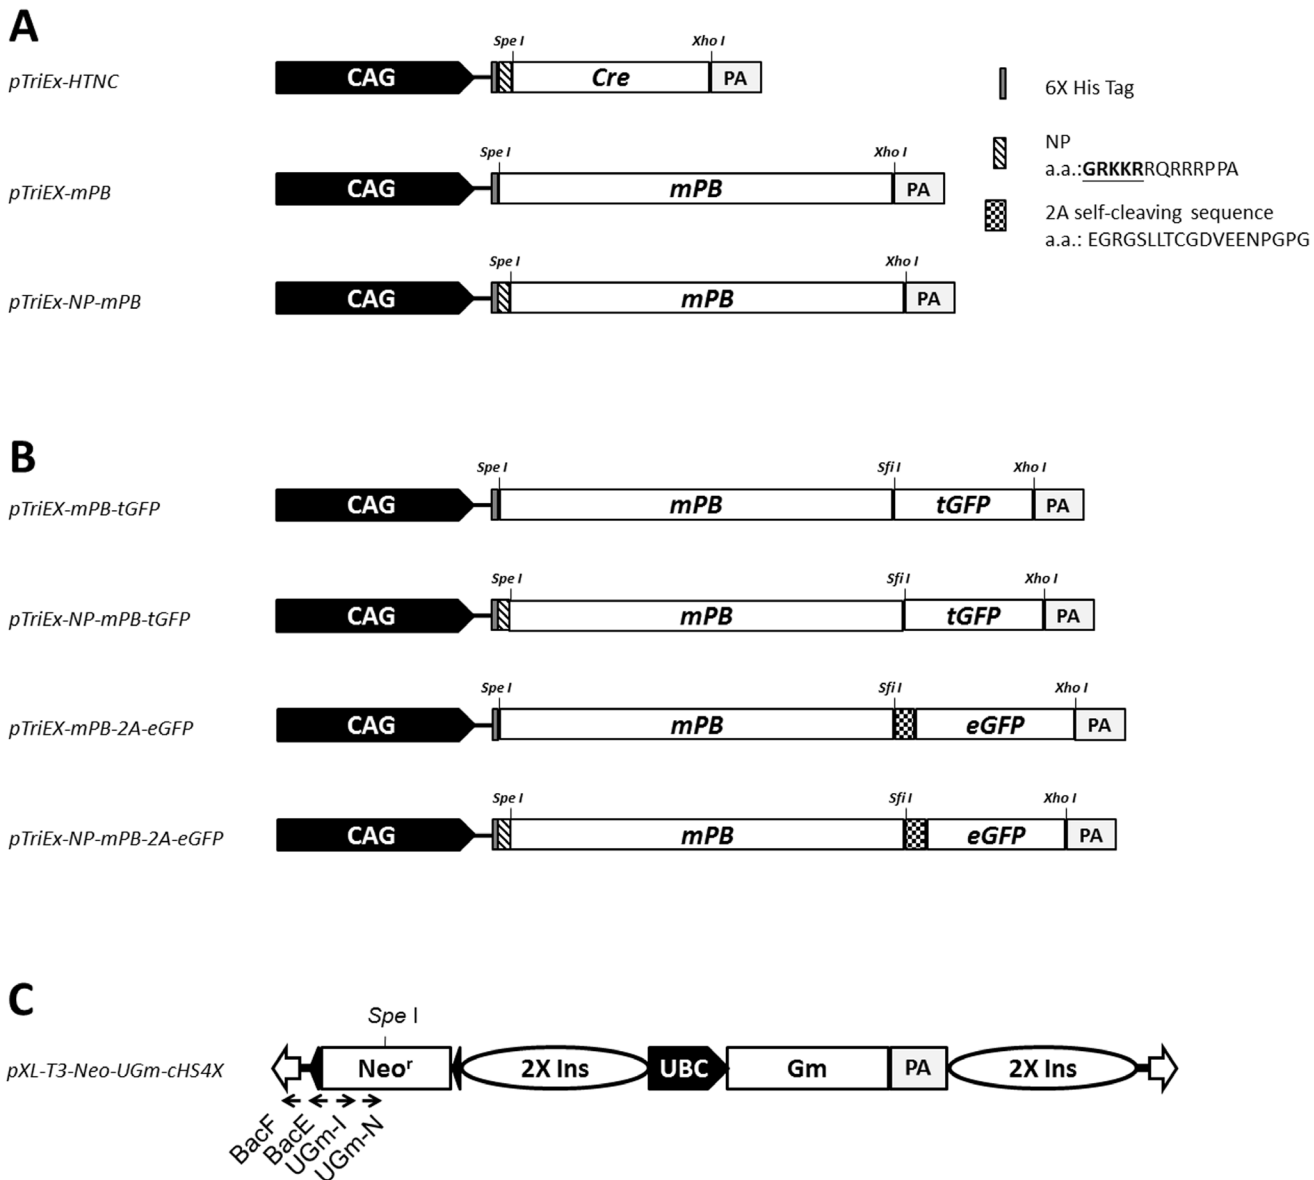 A
Spe I
Xho I
pTriEx-HTNC
CAG
Cre
PA
6X His Tag
NP
a.a.:GRKKRRQRRRPPA
2A self-cleaving sequence
a.a.: EGRGSLLTCGDVEENPGPG
Spe I
Xho I
pTriEX-mPB
CAG
mPB
PA
Spe I
Xho I
pTriEx-NP-mPB
CAG
mPB
PA
B
Spe I
Sfi I
Xho I
pTriEX-mPB-tGFP
CAG
mPB
tGFP
PA
Spe I
Sfi I
Xho I
pTriEx-NP-mPB-tGFP
CAG
mPB
tGFP
PA
Spe I
Sfi I
Xho I
pTriEX-mPB-2A-eGFP
CAG
mPB
eGFP
PA
Spe I
Sfi I
Xho I
pTriEx-NP-mPB-2A-eGFP
CAG
mPB
eGFP
PA
C
Spe I
pXL-T3-Neo-UGm-cHS4X
Neoʳ
2X Ins
UBC
Gm
PA
2X Ins
BacF
BacE
UGm-I
UGm-N